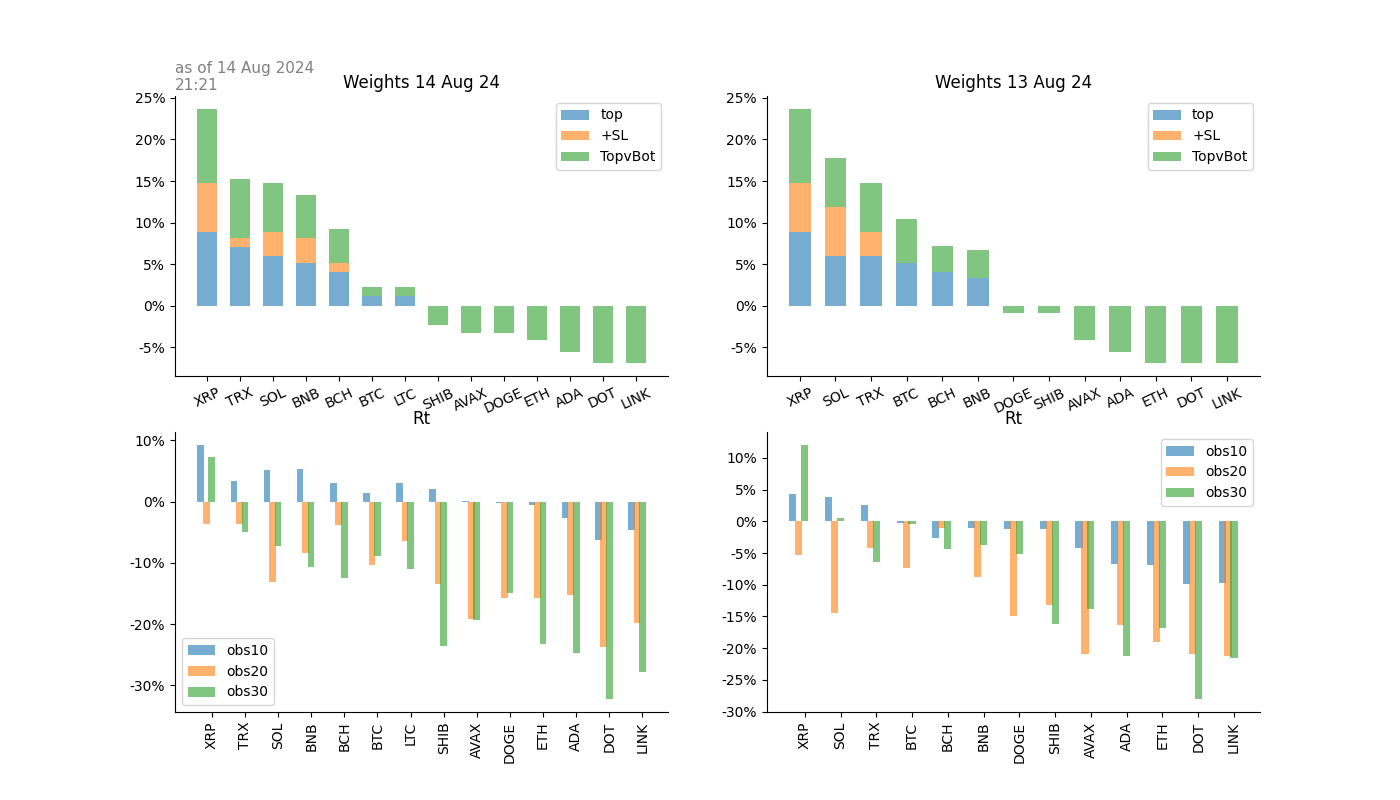 as of 14 Aug 2024
21:21
Weights 14 Aug 24
25%
20%
15%
10%
5%
0%
-5%
top
+SL
TopvBot
XRP TRX SOL BNB BCH BTC LTC SHIB AVAX DOGE ETH ADA DOT LINK
Weights 13 Aug 24
25%
20%
15%
10%
5%
0%
-5%
top
+SL
TopvBot
XRP SOL TRX BTC BCH BNB DOGE SHIB AVAX ADA ETH DOT LINK
Rt
10%
0%
-10%
-20%
-30%
obs10
obs20
obs30
XRP TRX SOL BNB BCH BTC LTC SHIB AVAX DOGE ETH ADA DOT LINK
Rt
10%
5%
0%
-5%
-10%
-15%
-20%
-25%
-30%
obs10
obs20
obs30
XRP SOL TRX BTC BCH BNB DOGE SHIB AVAX ADA ETH DOT LINK